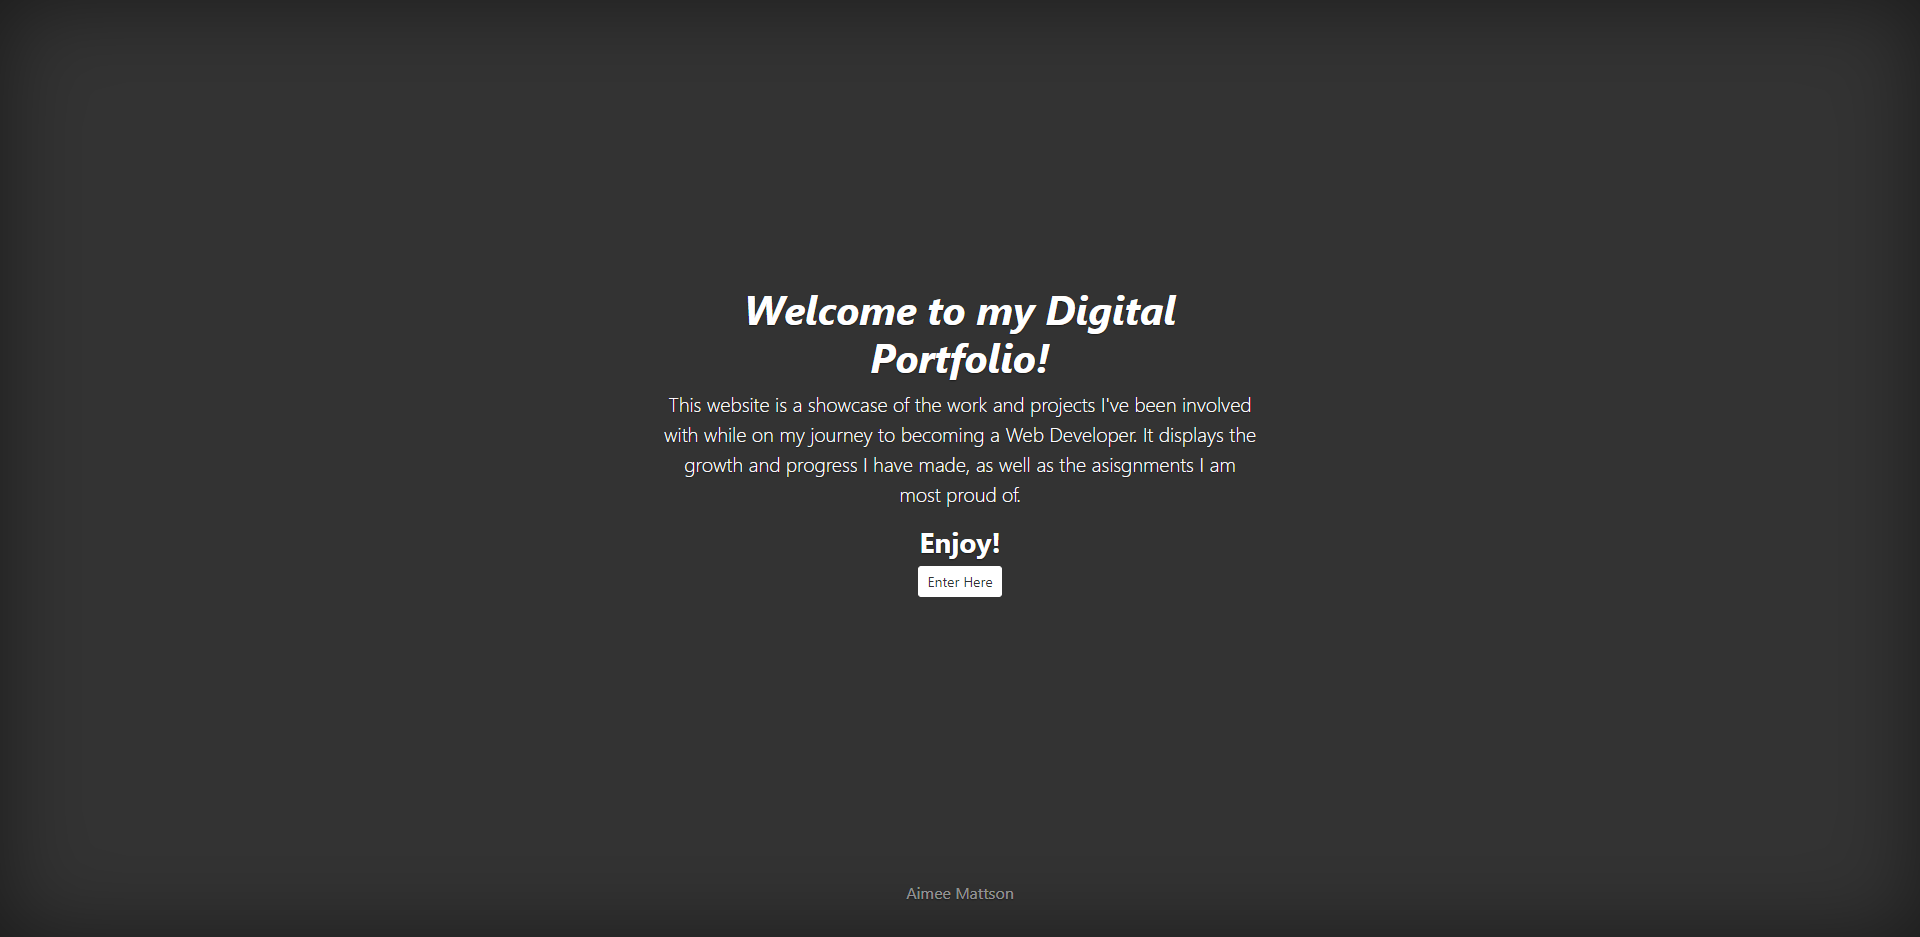 Welcome to my Digital
Portfolio!
This website is a showcase of the work and projects I've been involved
with while on my journey to becoming a Web Developer. It displays the
growth and progress I have made, as well as the asisgnments I am
most proud of.
Enjoy!
Enter Here
Aimee Mattson